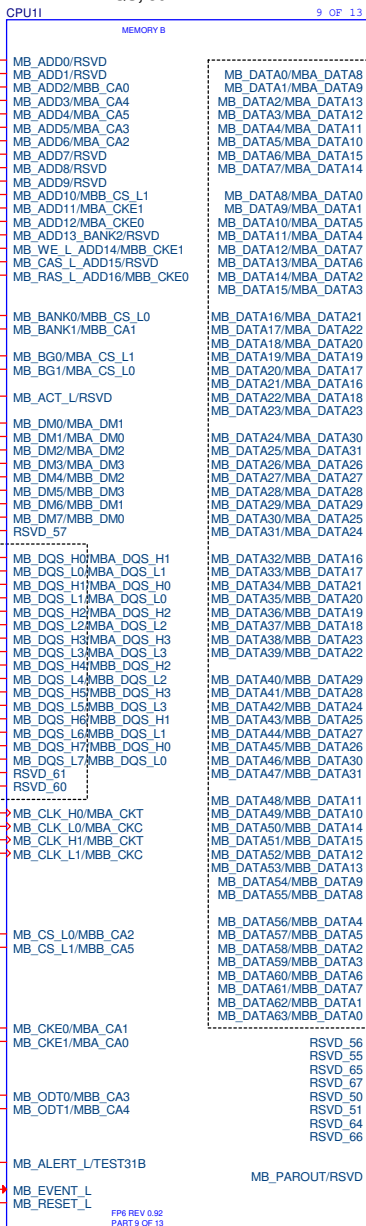 CPU1I
9 OF 13
MEMORY B
MB_ADD0/RSVD
MB_ADD1/RSVD
MB_ADD2/MBB_CA0
MB_ADD3/MBA_CA4
MB_ADD4/MBA_CA5
MB_ADD5/MBA_CA3
MB_ADD6/MBA_CA2
MB_ADD7/RSVD
MB_ADD8/RSVD
MB_ADD9/RSVD
MB_ADD10/MBB_CS_L1
MB_ADD11/MBA_CKE1
MB_ADD12/MBA_CKE0
MB_ADD13_BANK2/RSVD
MB_WE_L_ADD14/MBB_CKE1
MB_CAS_L_ADD15/RSVD
MB_RAS_L_ADD16/MBB_CKE0
MB_BANK0/MBB_CS_L0
MB_BANK1/MBB_CA1
MB_BG0/MBA_CS_L1
MB_BG1/MBA_CS_L0
MB_ACT_L/RSVD
MB_DM0/MBA_DM1
MB_DM1/MBA_DM0
MB_DM2/MBA_DM2
MB_DM3/MBA_DM3
MB_DM4/MBB_DM2
MB_DM5/MBB_DM3
MB_DM6/MBB_DM1
MB_DM7/MBB_DM0
RSVD_57
MB_DQS_H0/MBA_DQS_H1
MB_DQS_L0/MBA_DQS_L1
MB_DQS_H1/MBA_DQS_H0
MB_DQS_L1/MBA_DQS_L0
MB_DQS_H2/MBA_DQS_H2
MB_DQS_L2/MBA_DQS_L2
MB_DQS_H3/MBA_DQS_H3
MB_DQS_L3/MBA_DQS_L3
MB_DQS_H4/MBB_DQS_H2
MB_DQS_L4/MBB_DQS_L2
MB_DQS_H5/MBB_DQS_H3
MB_DQS_L5/MBB_DQS_L3
MB_DQS_H6/MBB_DQS_H1
MB_DQS_L6/MBB_DQS_L1
MB_DQS_H7/MBB_DQS_H0
MB_DQS_L7/MBB_DQS_L0
RSVD_61
RSVD_60
MB_CLK_H0/MBA_CKT
MB_CLK_L0/MBA_CKC
MB_CLK_H1/MBB_CKT
MB_CLK_L1/MBB_CKC
MB_CS_L0/MBB_CA2
MB_CS_L1/MBB_CA5
MB_CKE0/MBA_CA1
MB_CKE1/MBA_CA0
MB_ODT0/MBB_CA3
MB_ODT1/MBB_CA4
MB_ALERT_L/TEST31B
MB_EVENT_L
MB_RESET_L
MB_DATA0/MBA_DATA8
MB_DATA1/MBA_DATA9
MB_DATA2/MBA_DATA13
MB_DATA3/MBA_DATA12
MB_DATA4/MBA_DATA11
MB_DATA5/MBA_DATA10
MB_DATA6/MBA_DATA15
MB_DATA7/MBA_DATA14
MB_DATA8/MBA_DATA0
MB_DATA9/MBA_DATA1
MB_DATA10/MBA_DATA5
MB_DATA11/MBA_DATA4
MB_DATA12/MBA_DATA7
MB_DATA13/MBA_DATA6
MB_DATA14/MBA_DATA2
MB_DATA15/MBA_DATA3
MB_DATA16/MBA_DATA21
MB_DATA17/MBA_DATA22
MB_DATA18/MBA_DATA20
MB_DATA19/MBA_DATA19
MB_DATA20/MBA_DATA17
MB_DATA21/MBA_DATA16
MB_DATA22/MBA_DATA18
MB_DATA23/MBA_DATA23
MB_DATA24/MBA_DATA30
MB_DATA25/MBA_DATA31
MB_DATA26/MBA_DATA26
MB_DATA27/MBA_DATA27
MB_DATA28/MBA_DATA28
MB_DATA29/MBA_DATA29
MB_DATA30/MBA_DATA25
MB_DATA31/MBA_DATA24
MB_DATA32/MBB_DATA16
MB_DATA33/MBB_DATA17
MB_DATA34/MBB_DATA21
MB_DATA35/MBB_DATA20
MB_DATA36/MBB_DATA19
MB_DATA37/MBB_DATA18
MB_DATA38/MBB_DATA23
MB_DATA39/MBB_DATA22
MB_DATA40/MBB_DATA29
MB_DATA41/MBB_DATA28
MB_DATA42/MBB_DATA24
MB_DATA43/MBB_DATA25
MB_DATA44/MBB_DATA27
MB_DATA45/MBB_DATA26
MB_DATA46/MBB_DATA30
MB_DATA47/MBB_DATA31
MB_DATA48/MBB_DATA11
MB_DATA49/MBB_DATA10
MB_DATA50/MBB_DATA14
MB_DATA51/MBB_DATA15
MB_DATA52/MBB_DATA12
MB_DATA53/MBB_DATA13
MB_DATA54/MBB_DATA9
MB_DATA55/MBB_DATA8
MB_DATA56/MBB_DATA4
MB_DATA57/MBB_DATA5
MB_DATA58/MBB_DATA2
MB_DATA59/MBB_DATA3
MB_DATA60/MBB_DATA6
MB_DATA61/MBB_DATA7
MB_DATA62/MBB_DATA1
MB_DATA63/MBB_DATA0
RSVD_56
RSVD_55
RSVD_65
RSVD_67
RSVD_50
RSVD_51
RSVD_64
RSVD_66
MB_PAROUT/RSVD
FP6 REV 0.92
PART 9 OF 13